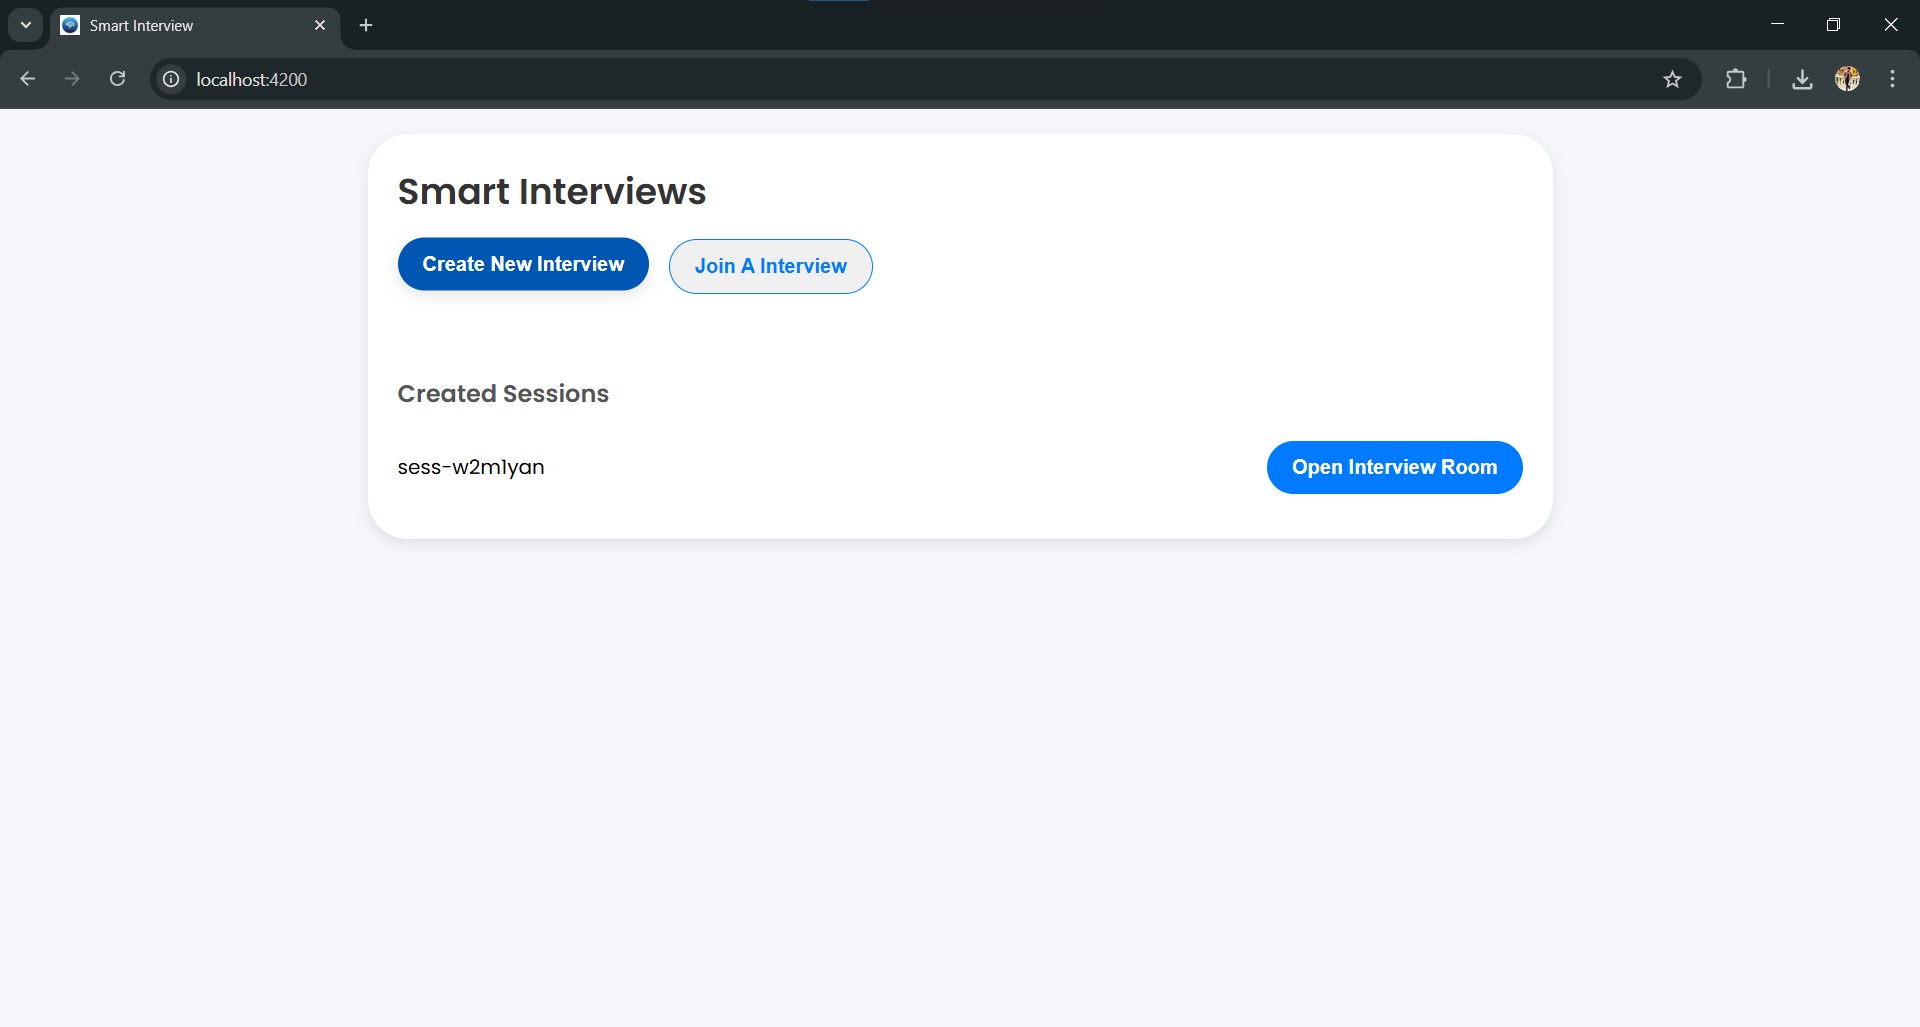 Smart Interview
localhost:4200
Smart Interviews
Create New Interview
Join A Interview
Created Sessions
sess-w2m1yan
Open Interview Room